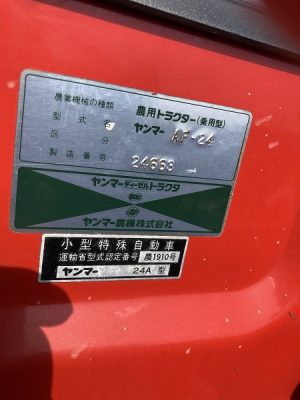 農業機械の種類 農用トラクター(乗用型)
型式名 ヤンマー AF-24
区分
製造番号 24663
ヤンマーディーゼルトラクタ
ヤンマー農機株式会社
小型特殊自動車
運輸省型式認定番号 農1910号
ヤンマー 24A 型